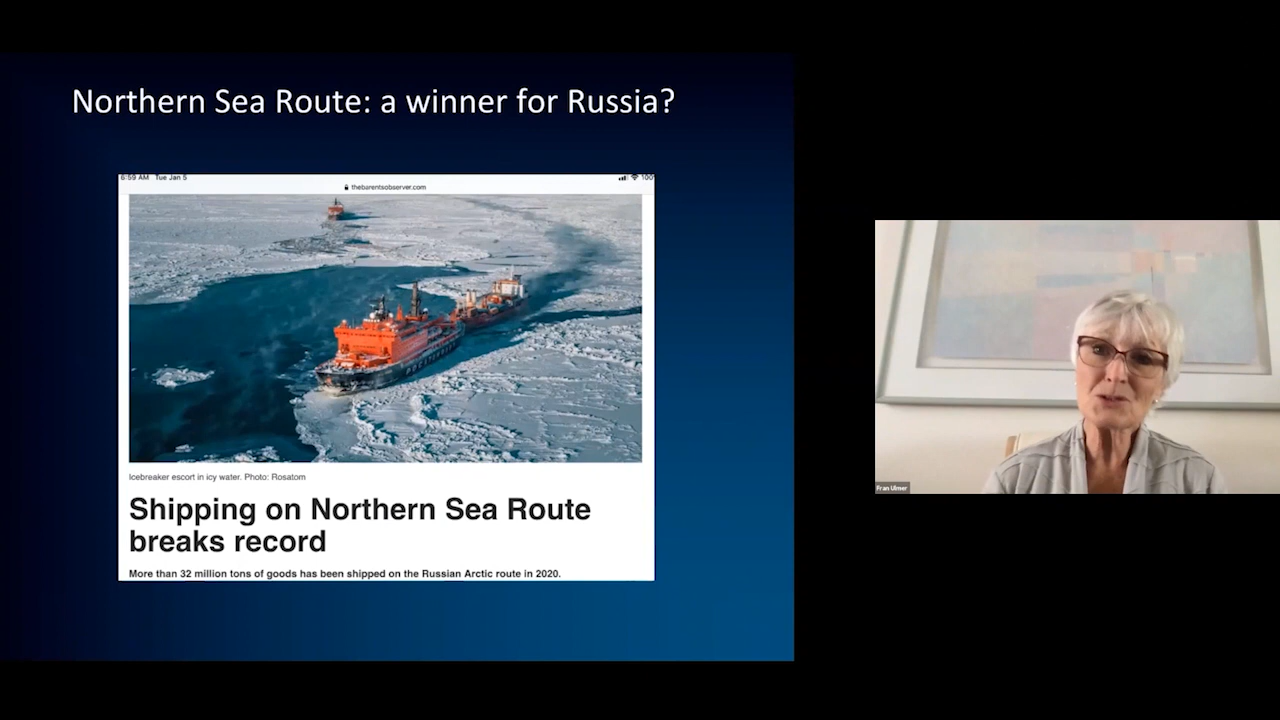 Northern Sea Route: a winner for Russia?
6:59 AM Tue Jan 5
100
thebarentsobserver.com
Icebreaker escort in icy water. Photo: Rosatom
Shipping on Northern Sea Route
breaks record
More than 32 million tons of goods has been shipped on the Russian Arctic route in 2020.
Fran Ulmer